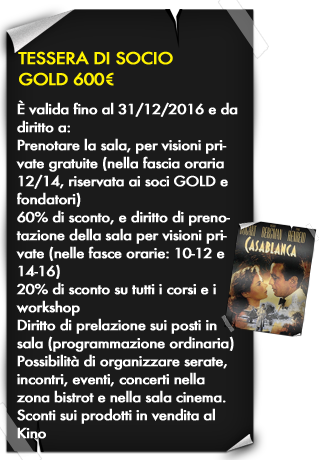 TESSERA DI SOCIO
GOLD 600€
È valida fino al 31/12/2016 e da
diritto a:
Prenotare la sala, per visioni pri-
vate gratuite (nella fascia oraria
12/14, riservata ai soci GOLD e
fondatori)
60% di sconto, e diritto di preno-
tazione della sala per visioni pri-
vate (nelle fasce orarie: 10-12 e
14-16)
20% di sconto su tutti i corsi e i
workshop
Diritto di prelazione sui posti in
sala (programmazione ordinaria)
Possibilità di organizzare serate,
incontri, eventi, concerti nella
zona bistrot e nella sala cinema.
Sconti sui prodotti in vendita al
Kino
BERGMAN HENREID
CASABLANCA